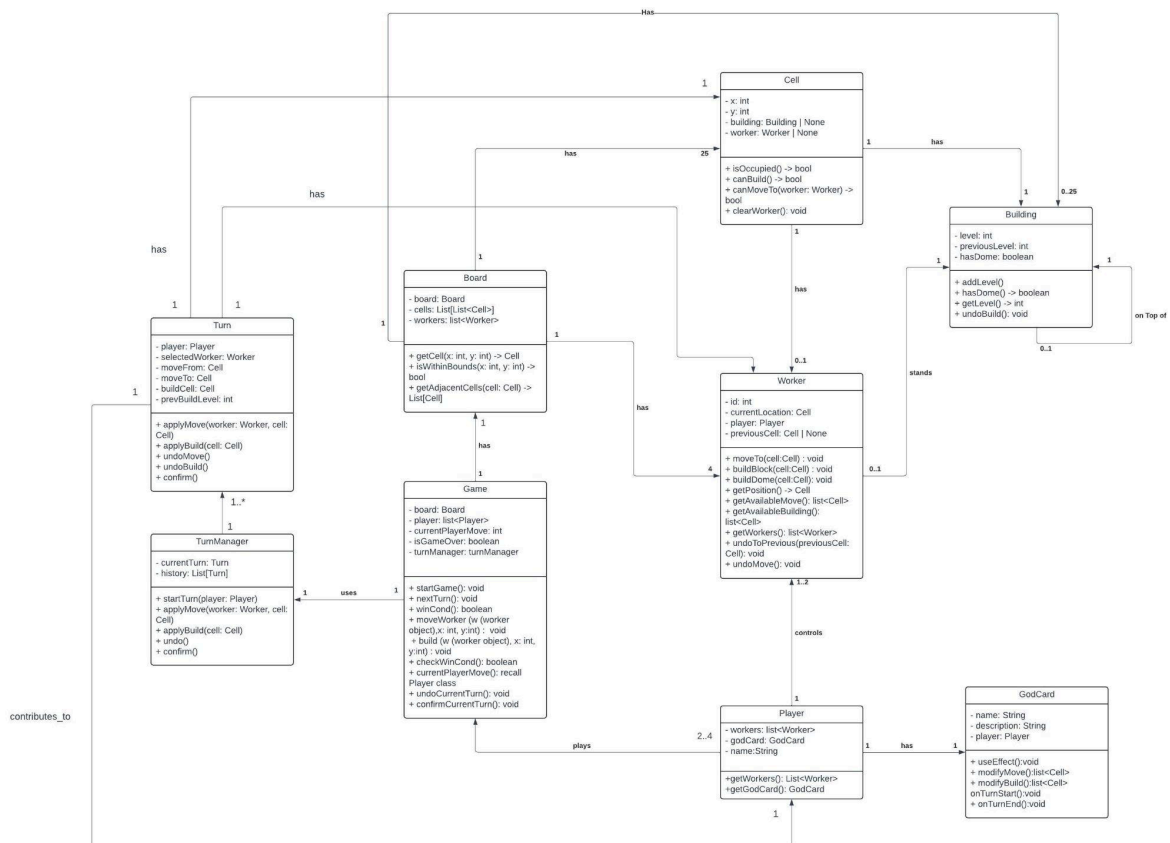 Has
Cell
- x: int
- y: int
- building: Building | None
- worker: Worker | None
+ isOccupied() -> bool
+ canBuild() -> bool
+ canMoveTo(worker: Worker) ->
bool
+ clearWorker(): void
1
has
25
1
has
1
0..25
has
has
Building
- level: int
- previousLevel: int
- hasDome: boolean
+ addLevel()
+ hasDome() -> boolean
+ getLevel() -> int
+ undoBuild(): void
1
1
on Top of
0..1
1
has
0..1
stands
0..1
1
Board
- board: Board
- cells: List[List<Cell>]
- workers: list<Worker>
+ getCell(x: int, y: int) -> Cell
+ isWithinBounds(x: int, y: int) ->
bool
+ getAdjacentCells(cell: Cell) ->
List[Cell]
1
1
has
4
1
has
1
1
1
Turn
- player: Player
- selectedWorker: Worker
- moveFrom: Cell
- moveTo: Cell
- buildCell: Cell
- prevBuildLevel: int
+ applyMove(worker: Worker, cell:
Cell)
+ applyBuild(cell: Cell)
+ undoMove()
+ undoBuild()
+ confirm()
1
1..*
1
Worker
- id: int
- currentLocation: Cell
- player: Player
- previousCell: Cell | None
+ moveTo(cell:Cell) : void
+ buildBlock(cell:Cell) : void
+ buildDome(cell:Cell): void
+ getPosition() -> Cell
+ getAvailableMove(): list<Cell>
+ getAvailableBuilding():
list<Cell>
+ getWorkers(): list<Worker>
+ undoToPrevious(previousCell:
Cell): void
+ undoMove(): void
1..2
controls
1
TurnManager
- currentTurn: Turn
- history: List[Turn]
+ startTurn(player: Player)
+ applyMove(worker: Worker, cell:
Cell)
+ applyBuild(cell: Cell)
+ undo()
+ confirm()
1
uses
1
Game
- board: Board
- player: list<Player>
- currentPlayerMove: int
- isGameOver: boolean
- turnManager: turnManager
+ startGame(): void
+ nextTurn(): void
+ winCond(): boolean
+ moveWorker (w (worker
object),x: int, y:int) : void
+ build (w (worker object), x: int,
y:int) : void
+ checkWinCond(): boolean
+ currentPlayerMove(): recall
Player class
+ undoCurrentTurn(): void
+ confirmCurrentTurn(): void
contributes_to
plays
2..4
Player
- workers: list<Worker>
- godCard: GodCard
- name:String
+getWorkers(): List<Worker>
+getGodCard(): GodCard
1
1
has
1
GodCard
- name: String
- description: String
- player: Player
+ useEffect():void
+ modifyMove():list<Cell>
+ modifyBuild():list<Cell>
onTurnStart():void
+ onTurnEnd():void